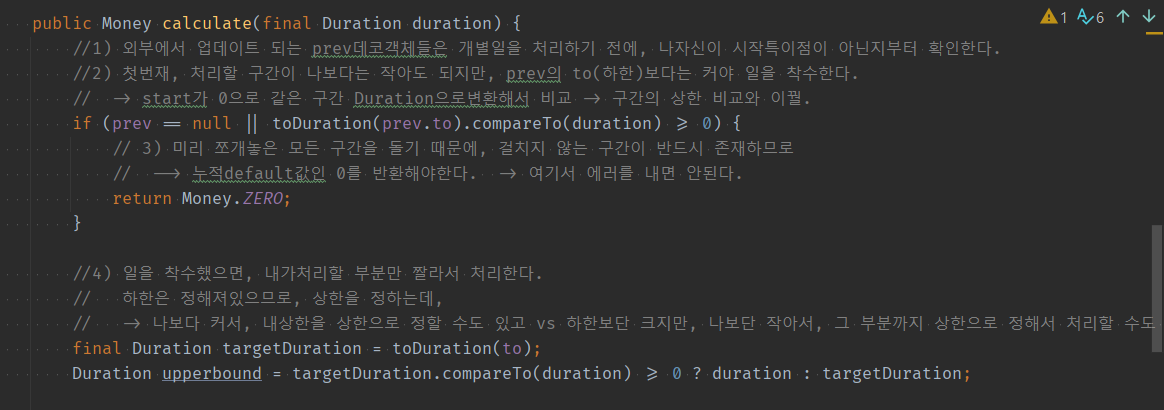 1 6
public Money calculate(final Duration duration) {
//1) 외부에서 업데이트 되는 prev데코객체들은 개별일을 처리하기 전에, 나자신이 시작특이점이 아닌지부터 확인한다.
//2) 첫번재, 처리할 구간이 나보다는 작아도 되지만, prev의 to(하한)보다는 커야 일을 착수한다.
// -> start가 0으로 같은 구간 Duration으로변환해서 비교 -> 구간의 상한 비교와 이퀄.
if (prev == null || toDuration(prev.to).compareTo(duration) >= 0) {
// 3) 미리 쪼개놓은 모든 구간을 돌기 때문에, 걸치지 않는 구간이 반드시 존재하므로
// --> 누적default값인 0를 반환해야한다. -> 여기서 에러를 내면 안된다.
return Money.ZERO;
}
//4) 일을 착수했으면, 내가처리할 부분만 짤라서 처리한다.
// 하한은 정해져있으므로, 상한을 정하는데,
// -> 나보다 커서, 내상한을 상한으로 정할 수도 있고 vs 하한보단 크지만, 나보단 작아서, 그 부분까지 상한으로 정해서 처리할 수도
final Duration targetDuration = toDuration(to);
Duration upperbound = targetDuration.compareTo(duration) >= 0 ? duration : targetDuration;